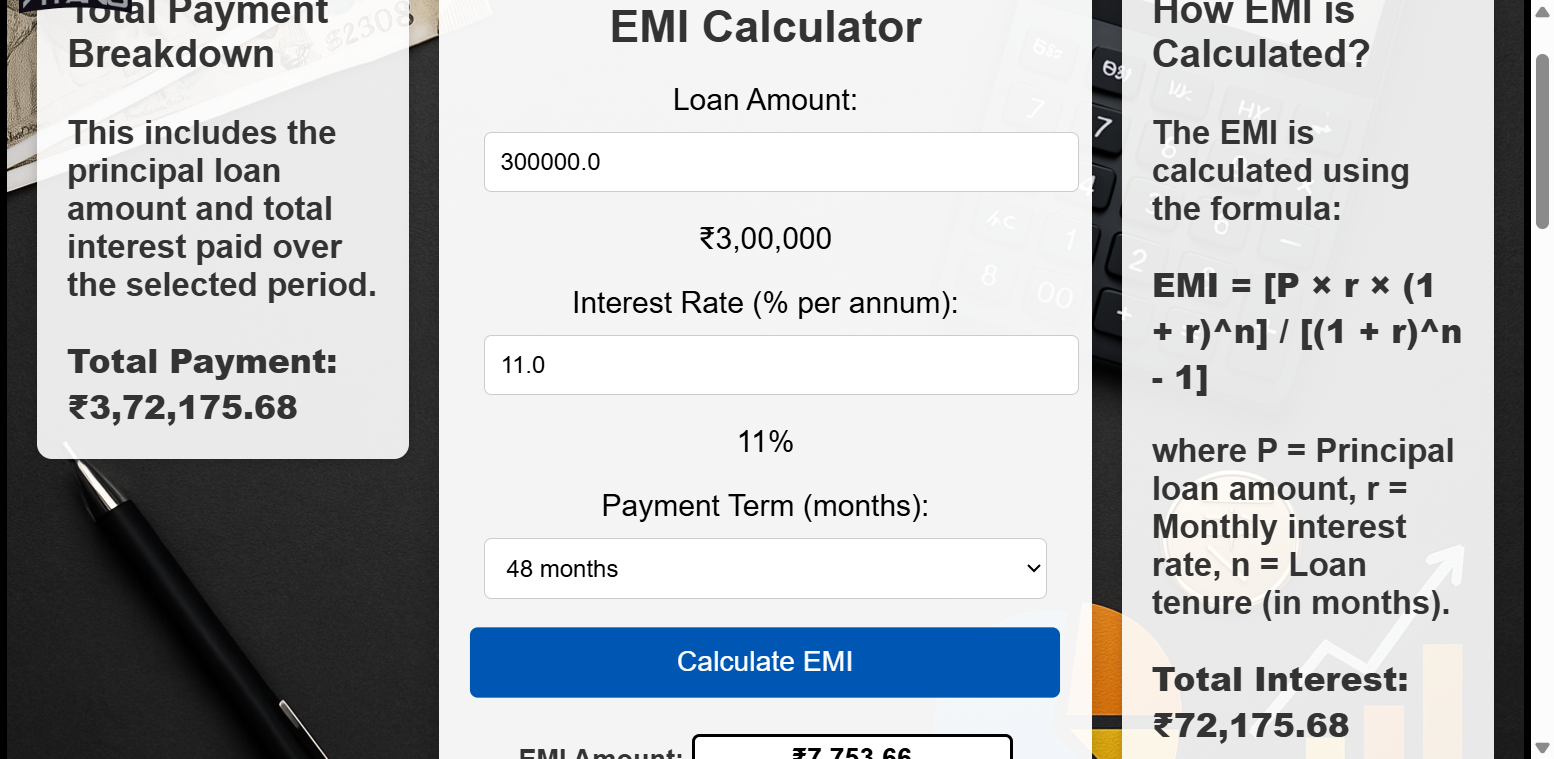 Total Payment
Breakdown
This includes the
principal loan
amount and total
interest paid over
the selected period.
Total Payment:
₹3,72,175.68
EMI Calculator
Loan Amount:
300000.0
₹3,00,000
Interest Rate (% per annum):
11.0
11%
Payment Term (months):
48 months
Calculate EMI
EMI Amount: ₹7,753.66
How EMI is
Calculated?
The EMI is
calculated using
the formula:
EMI = [P × r × (1
+ r)^n] / [(1 + r)^n
- 1]
where P = Principal
loan amount, r =
Monthly interest
rate, n = Loan
tenure (in months).
Total Interest:
₹72,175.68